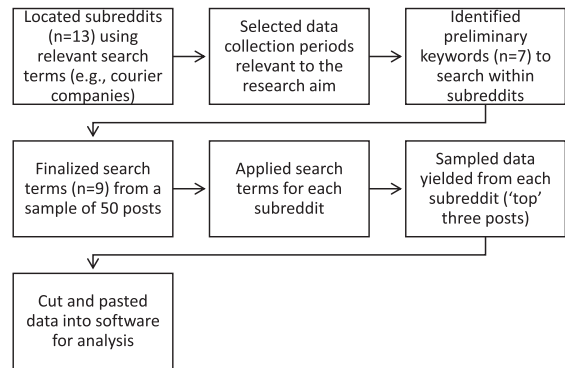 Located subreddits
(n=13) using
relevant search
terms (e.g., courier
companies)
Selected data
collection periods
relevant to the
research aim
Identified
preliminary
keywords (n=7) to
search within
subreddits
Finalized search
terms (n=9) from a
sample of 50 posts
Applied search
terms for each
subreddit
Sampled data
yielded from each
subreddit (‘top’
three posts)
Cut and pasted
data into software
for analysis